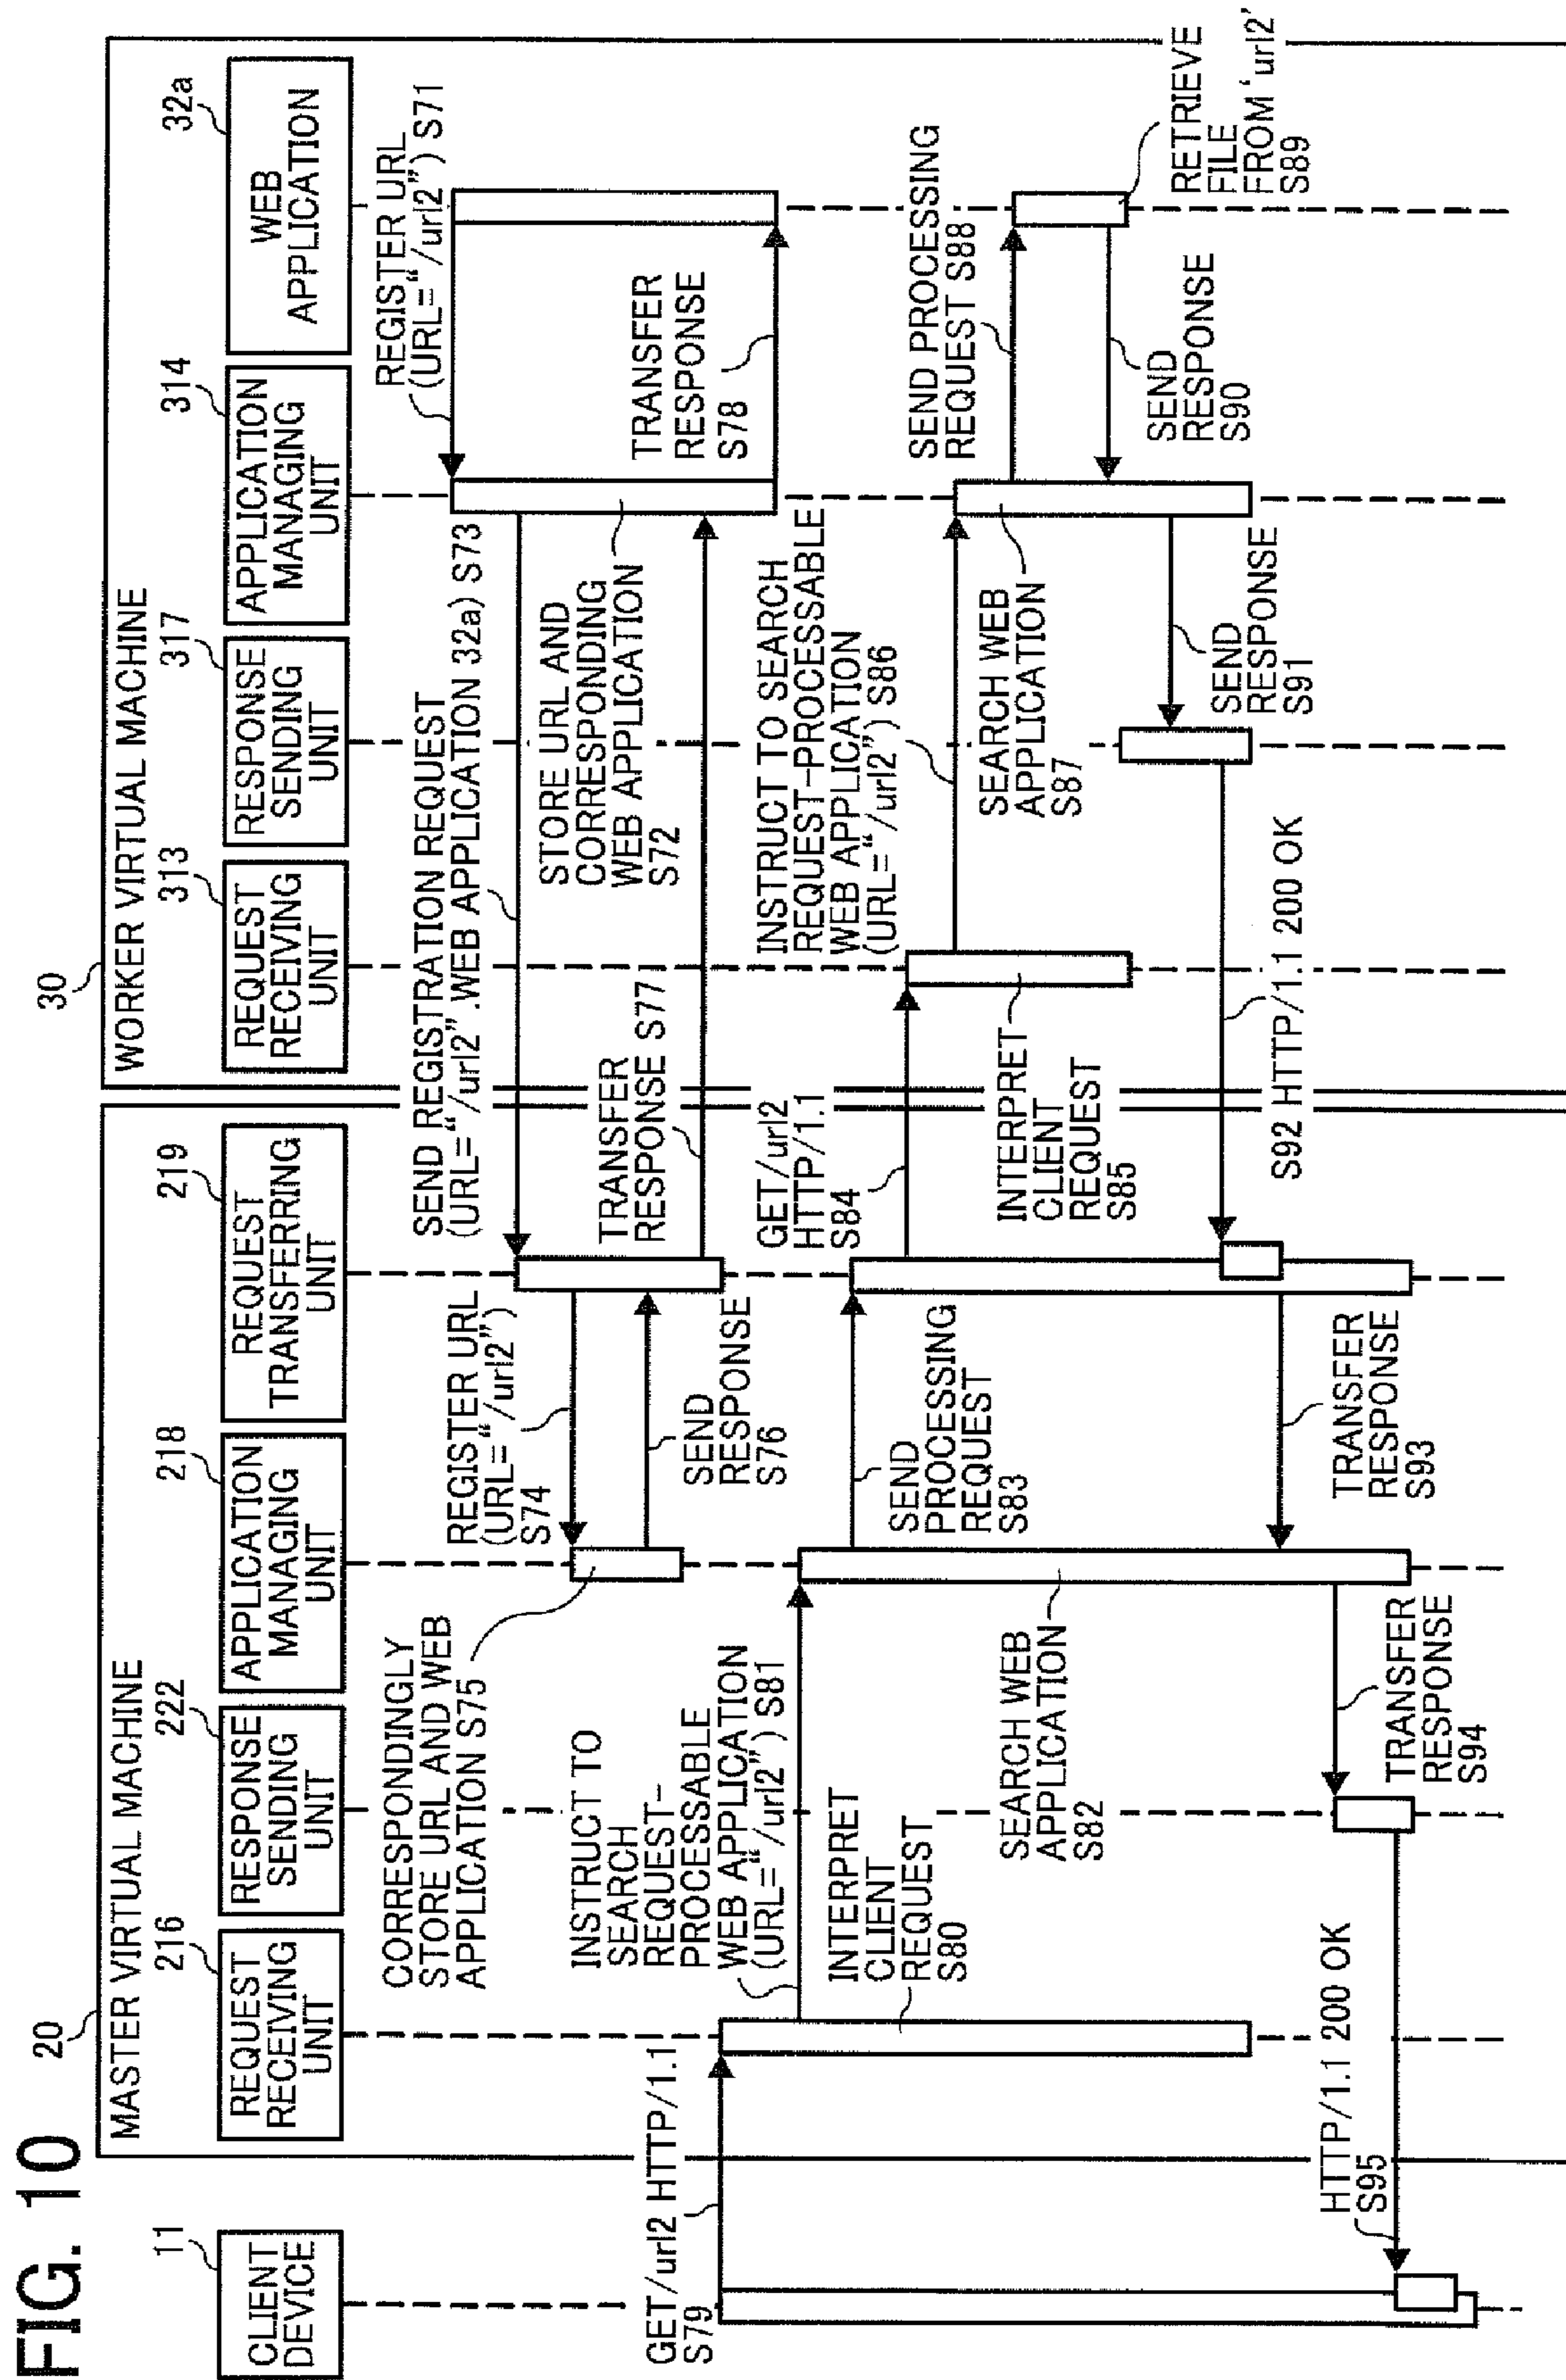 FIG. 10
20
MASTER VIRTUAL MACHINE
30
WORKER VIRTUAL MACHINE
11
CLIENT
DEVICE
216
REQUEST
RECEIVING
UNIT
222
RESPONSE
SENDING
UNIT
218
APPLICATION
MANAGING
UNIT
219
REQUEST
TRANSFERRING
UNIT
313
REQUEST
RECEIVING
UNIT
317
RESPONSE
SENDING
UNIT
314
APPLICATION
MANAGING
UNIT
32a
WEB
APPLICATION
REGISTER URL
(URL=“/url2”) S71
SEND REGISTRATION REQUEST
(URL=“/url2”.WEB APPLICATION 32a) S73
STORE URL AND
CORRESPONDING
WEB APPLICATION
S72
REGISTER URL
(URL=“/url2”)
S74
CORRESPONDINGLY
STORE URL AND WEB
APPLICATION S75
SEND
RESPONSE
S76
TRANSFER
RESPONSE S77
TRANSFER
RESPONSE
S78
GET/url2 HTTP/1.1
S79
INTERPRET
CLIENT
REQUEST
S80
INSTRUCT TO
SEARCH
REQUEST-
PROCESSABLE
WEB APPLICATION
(URL=“/url2”) S81
SEARCH WEB
APPLICATION
S82
SEND
PROCESSING
REQUEST
S83
GET/url2
HTTP/1.1
S84
INTERPRET
CLIENT
REQUEST
S85
INSTRUCT TO SEARCH
REQUEST-PROCESSABLE
WEB APPLICATION
(URL=“/url2”) S86
SEARCH WEB
APPLICATION
S87
SEND PROCESSING
REQUEST S88
RETRIEVE
FILE
FROM ‘url2’
S89
SEND
RESPONSE
S90
SEND
RESPONSE
S91
S92 HTTP/1.1 200 OK
TRANSFER
RESPONSE
S93
TRANSFER
RESPONSE
S94
HTTP/1.1 200 OK
S95